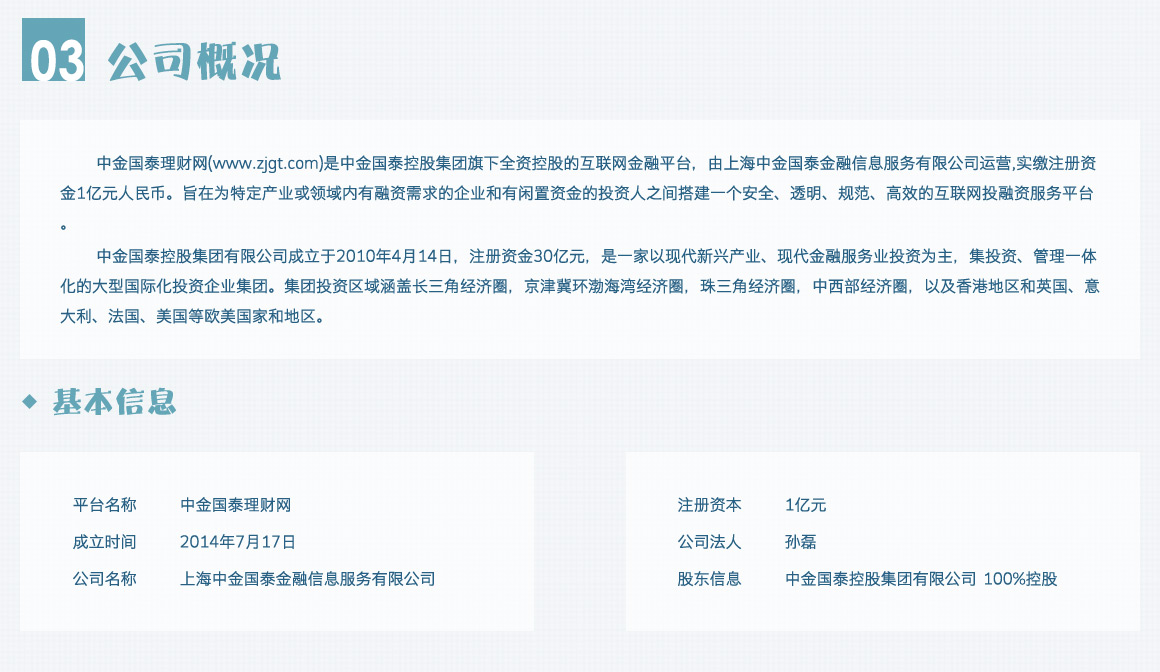 03 公司概况
中金国泰理财网(www.zjgt.com)是中金国泰控股集团旗下全资控股的互联网金融平台，由上海中金国泰金融信息服务有限公司运营,实缴注册资
金1亿元人民币。旨在为特定产业或领域内有融资需求的企业和有闲置资金的投资人之间搭建一个安全、透明、规范、高效的互联网投融资服务平台
。
中金国泰控股集团有限公司成立于2010年4月14日，注册资金30亿元，是一家以现代新兴产业、现代金融服务业投资为主，集投资、管理一体
化的大型国际化投资企业集团。集团投资区域涵盖长三角经济圈，京津冀环渤海湾经济圈，珠三角经济圈，中西部经济圈，以及香港地区和英国、意
大利、法国、美国等欧美国家和地区。
基本信息
平台名称 中金国泰理财网
成立时间 2014年7月17日
公司名称 上海中金国泰金融信息服务有限公司
注册资本 1亿元
公司法人 孙磊
股东信息 中金国泰控股集团有限公司 100%控股